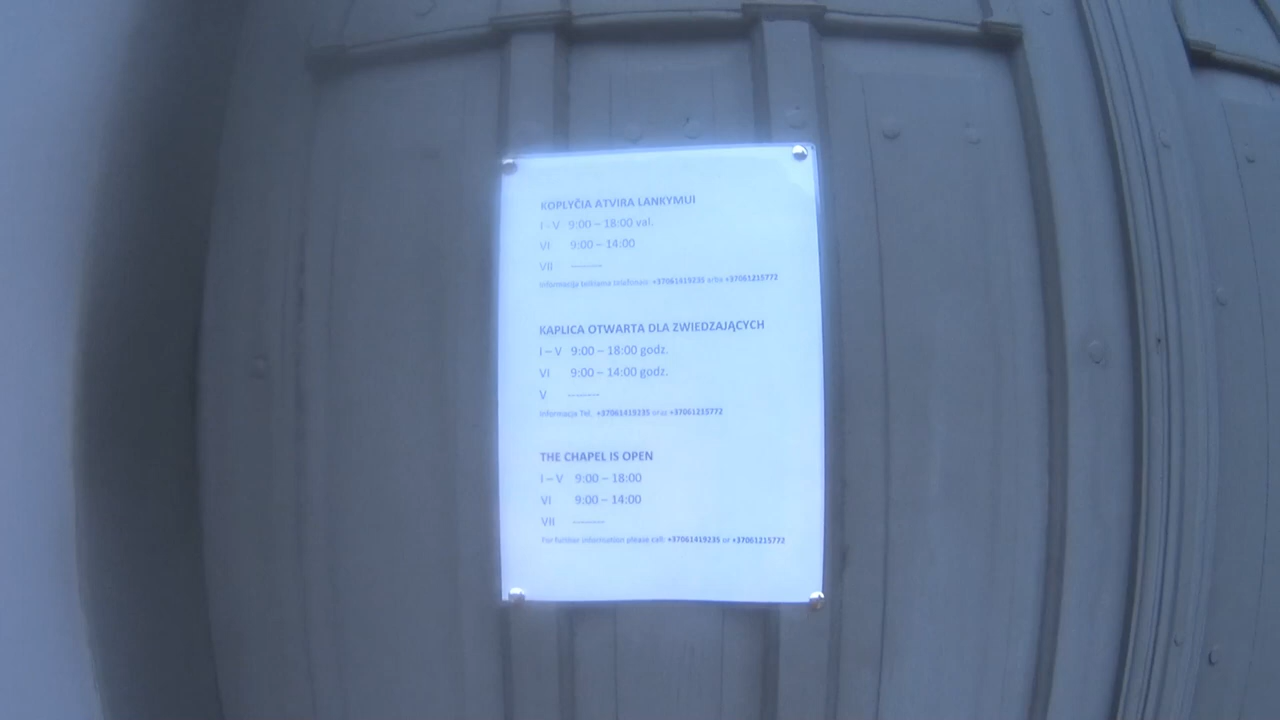 KOPLYČIA ATVIRA LANKYMUI
I - V 9:00 – 18:00 val.
VI 9:00 – 14:00
VII --------
Informacija teikiama telefonais: +37061419235 arba +37061215772
KAPLICA OTWARTA DLA ZWIEDZAJĄCYCH
I – V 9:00 – 18:00 godz.
VI 9:00 – 14:00 godz.
V --------
Informacja Tel. +37061419235 oraz +37061215772
THE CHAPEL IS OPEN
I – V 9:00 – 18:00
VI 9:00 – 14:00
VII --------
For further information please call: +37061419235 or +37061215772